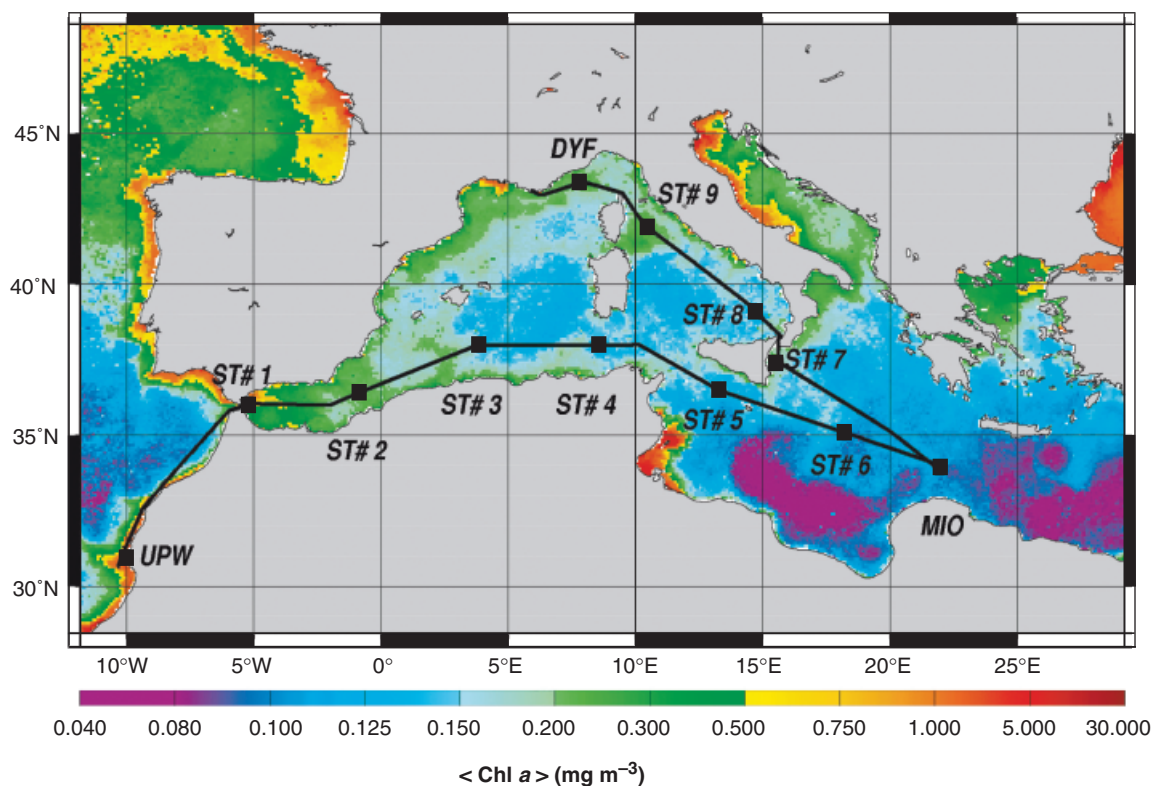 45°N
40°N
35°N
30°N
DYF
ST# 9
ST# 8
ST# 1
ST# 7
ST# 3
ST# 4
ST# 5
ST# 2
ST# 6
MIO
UPW
10°W 5°W 0° 5°E 10°E 15°E 20°E 25°E
0.040 0.080 0.100 0.125 0.150 0.200 0.300 0.500 0.750 1.000 5.000 30.000
< Chl a > (mg m⁻³)